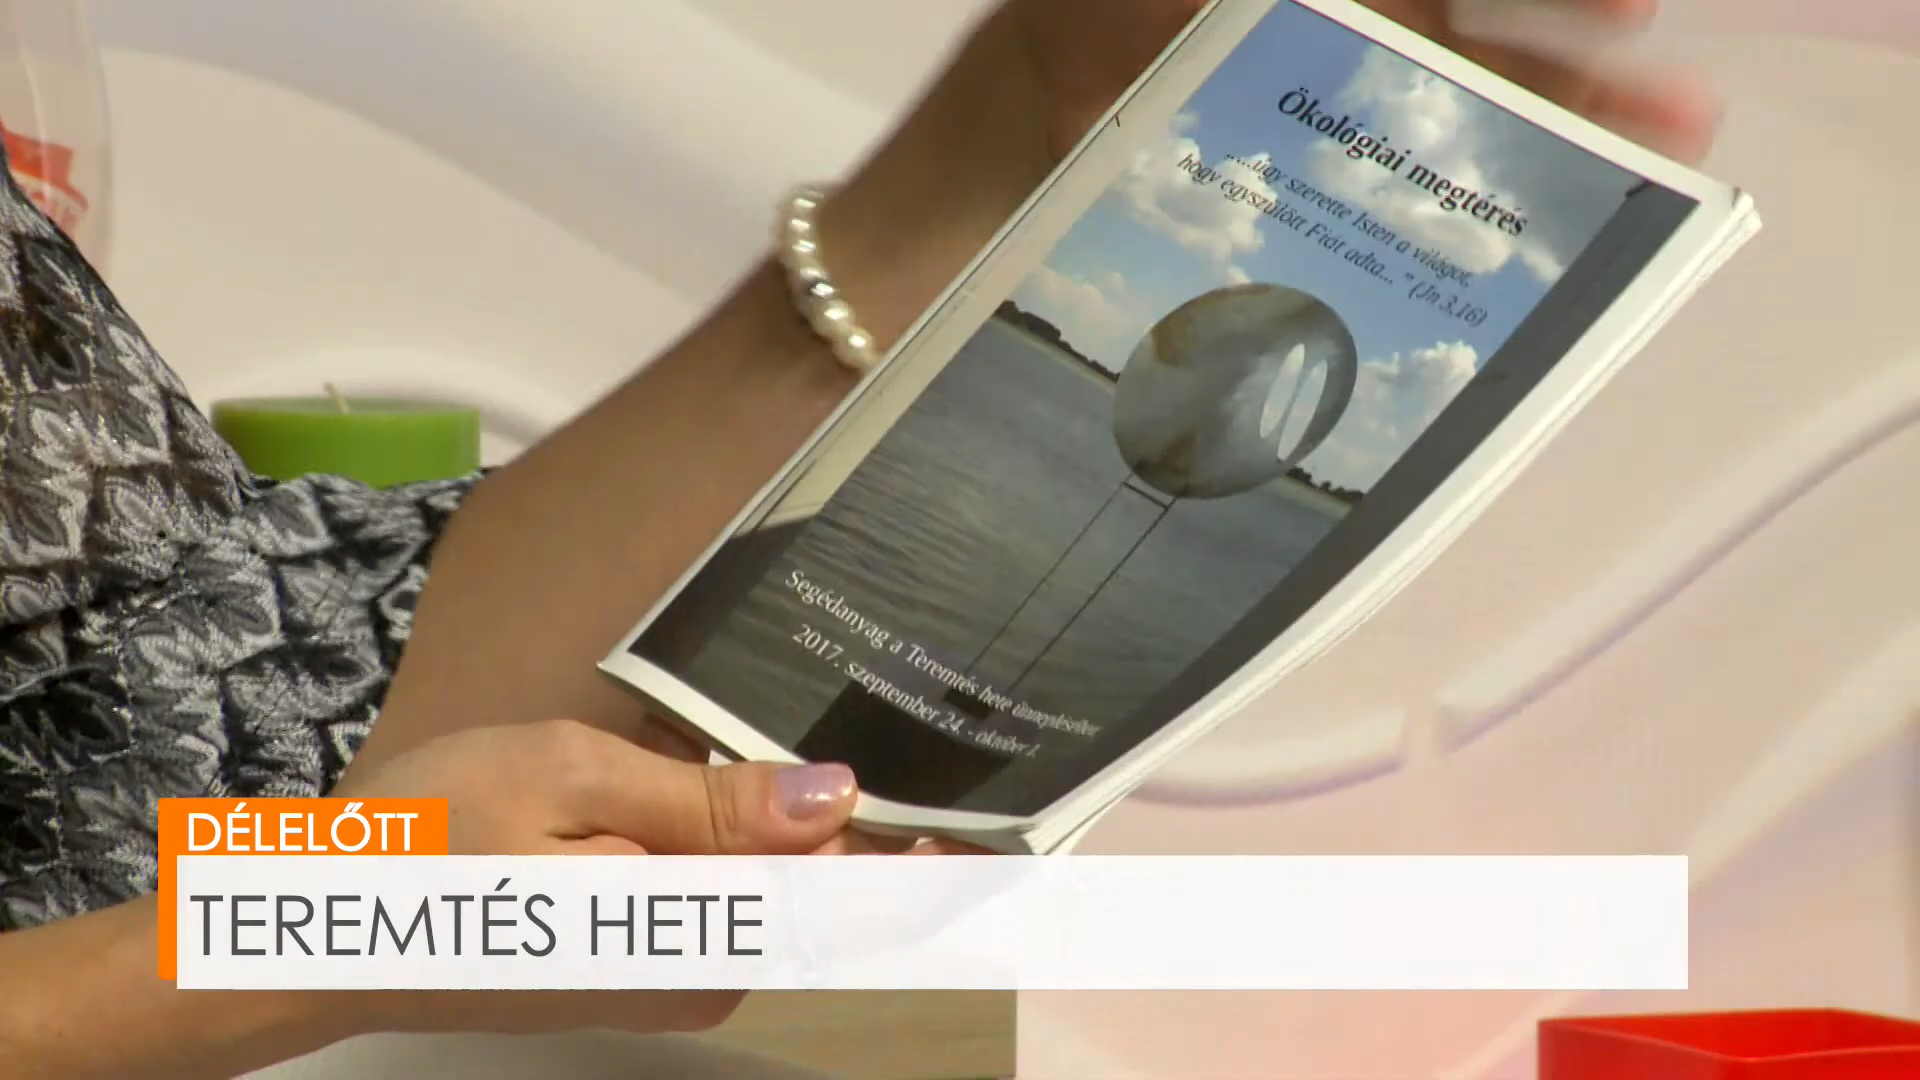 Ökológiai megtérés
„...úgy szerette Isten a világot,
hogy egyszülött Fiát adta... ” (Jn 3,16)
Segédanyag a Teremtés hete ünnepléséhez
2017. szeptember 24. - október 1.
DÉLELŐTT
TEREMTÉS HETE